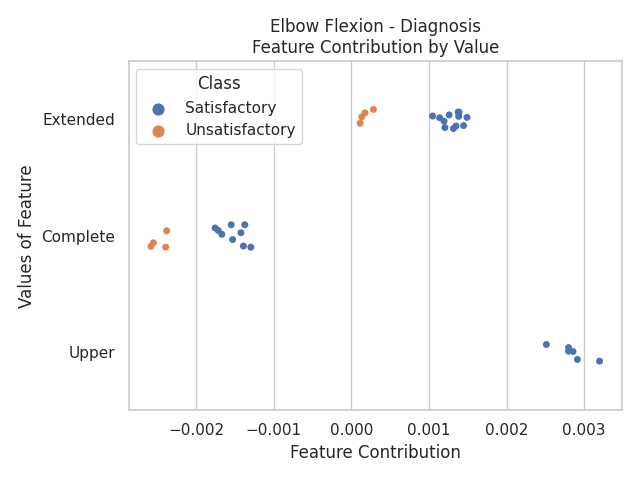 Elbow Flexion - Diagnosis
Feature Contribution by Value
Class
Satisfactory
Unsatisfactory
Values of Feature
Extended
Complete
Upper
−0.002 −0.001 0.000 0.001 0.002 0.003
Feature Contribution